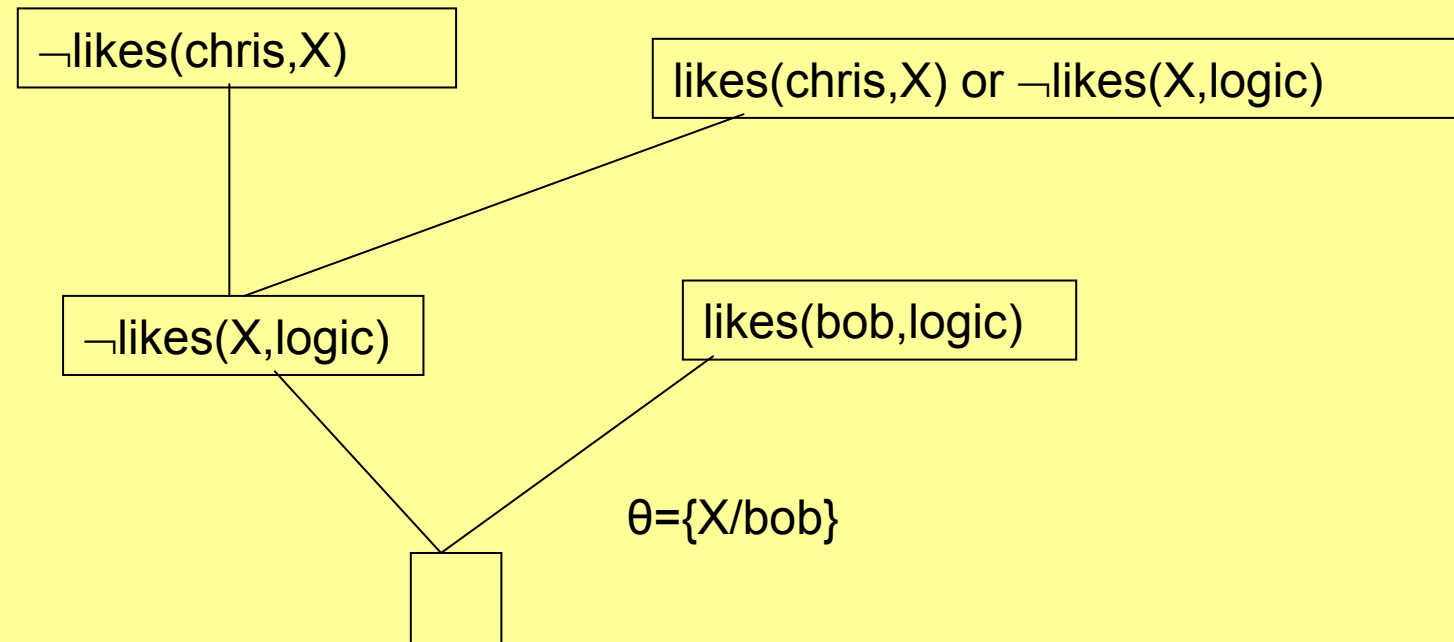 ¬likes(chris,X)
likes(chris,X) or ¬likes(X,logic)
¬likes(X,logic)
likes(bob,logic)
θ={X/bob}